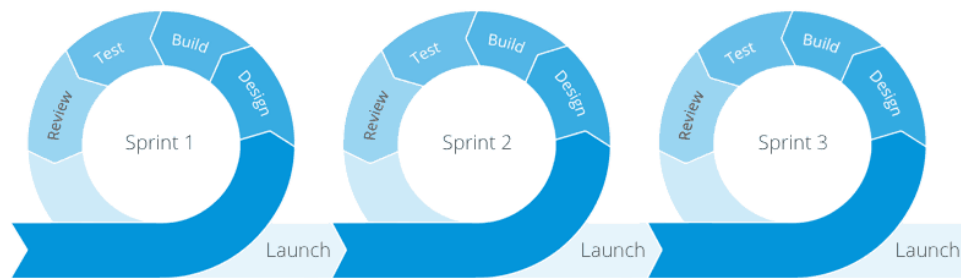 Test
Build
Design
Review
Sprint 1
Launch
Test
Build
Design
Review
Sprint 2
Launch
Test
Build
Design
Review
Sprint 3
Launch